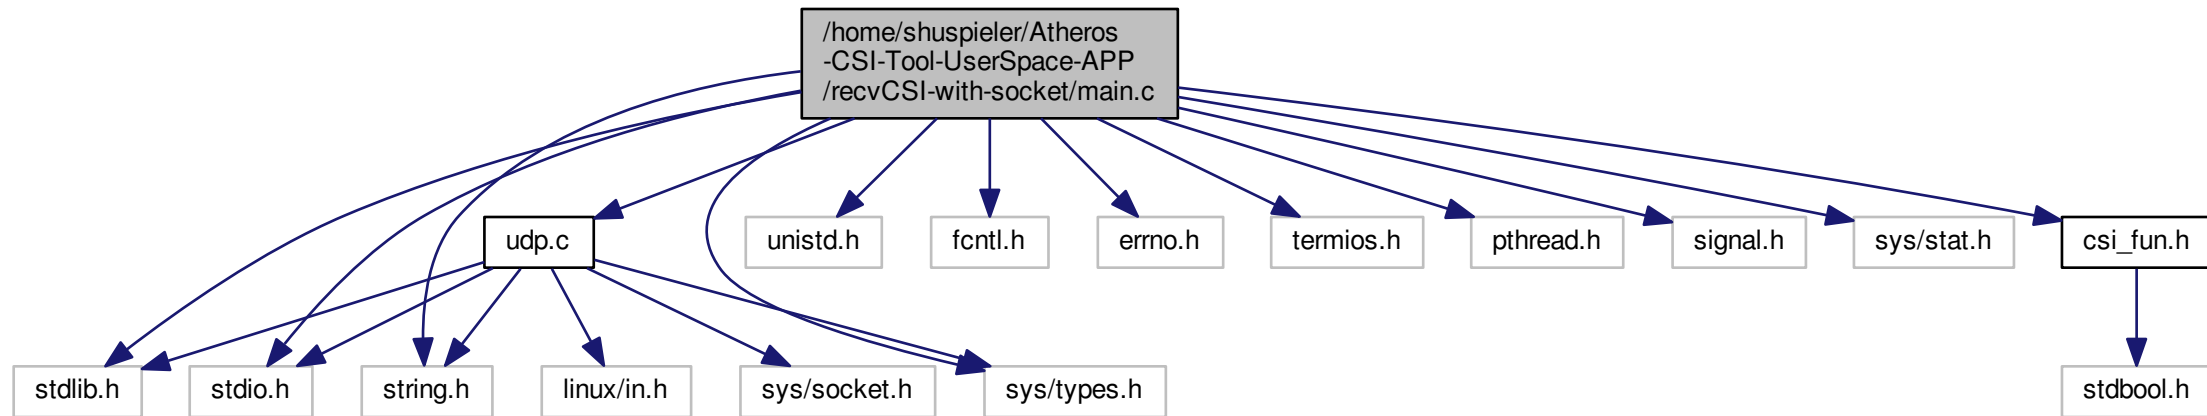 /home/shuspieler/Atheros
-CSI-Tool-UserSpace-APP
/recvCSI-with-socket/main.c
udp.c
unistd.h
fcntl.h
errno.h
termios.h
pthread.h
signal.h
sys/stat.h
csi_fun.h
stdlib.h
stdio.h
string.h
linux/in.h
sys/socket.h
sys/types.h
stdbool.h